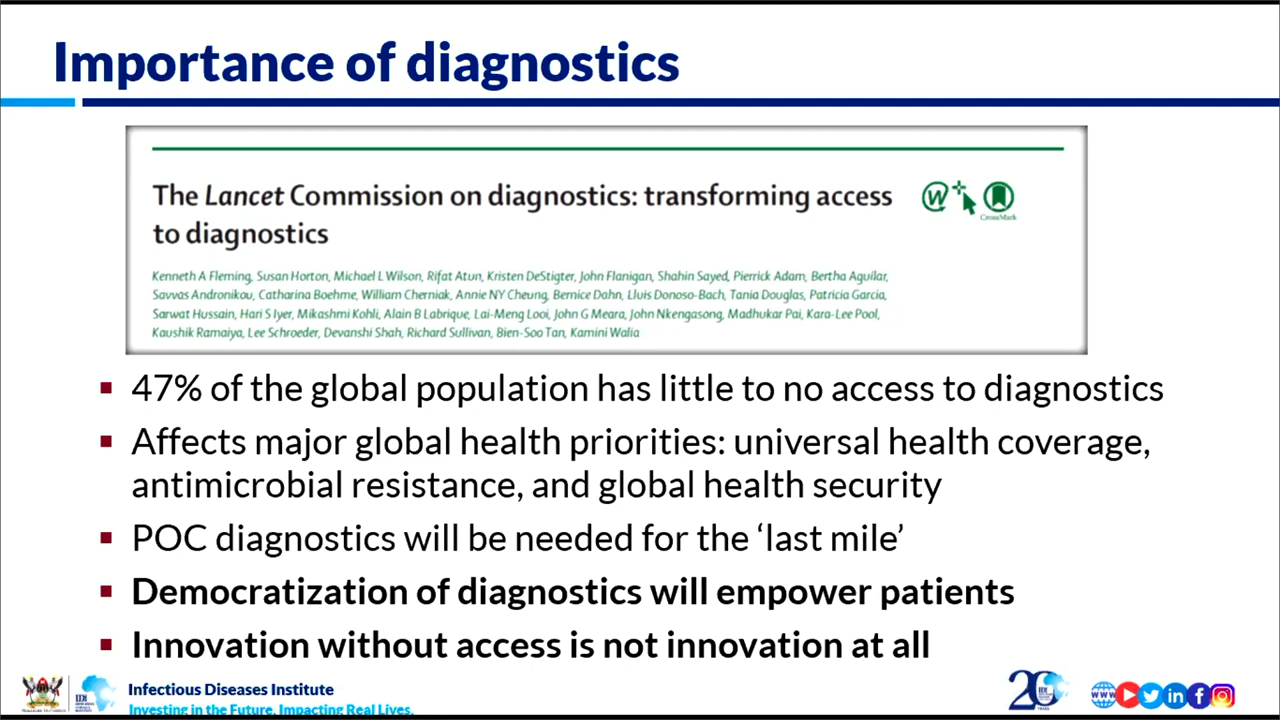 Importance of diagnostics
The Lancet Commission on diagnostics: transforming access
to diagnostics
CrossMark
Kenneth A Fleming, Susan Horton, Michael L Wilson, Rifat Atun, Kristen DeStigter, John Flanigan, Shahin Sayed, Pierrick Adam, Bertha Aguilar,
Savvas Andronikou, Catharina Boehme, William Cherniak, Annie NY Cheung, Bernice Dahn, Lluis Donoso-Bach, Tania Douglas, Patricia Garcia,
Sarwat Hussain, Hari S Iyer, Mikashmi Kohli, Alain B Labrique, Lai-Meng Looi, John G Meara, John Nkengasong, Madhukar Pai, Kara-Lee Pool,
Kaushik Ramaiya, Lee Schroeder, Devanshi Shah, Richard Sullivan, Bien-Soo Tan, Kamini Walia
47% of the global population has little to no access to diagnostics
Affects major global health priorities: universal health coverage,
antimicrobial resistance, and global health security
POC diagnostics will be needed for the ‘last mile’
Democratization of diagnostics will empower patients
Innovation without access is not innovation at all
Infectious Diseases Institute
Investing in the Future. Impacting Real Lives.
IDI
20
YEARS